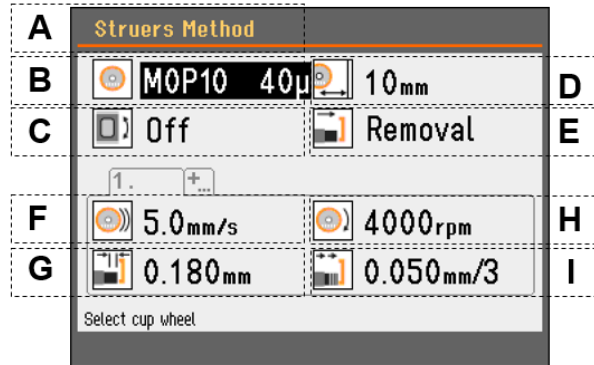 A Struers Method
B MOP10 40µ 10mm D
C Off Removal E
1. +...
F 5.0mm/s 4000rpm H
G 0.180mm 0.050mm/3 I
Select cup wheel